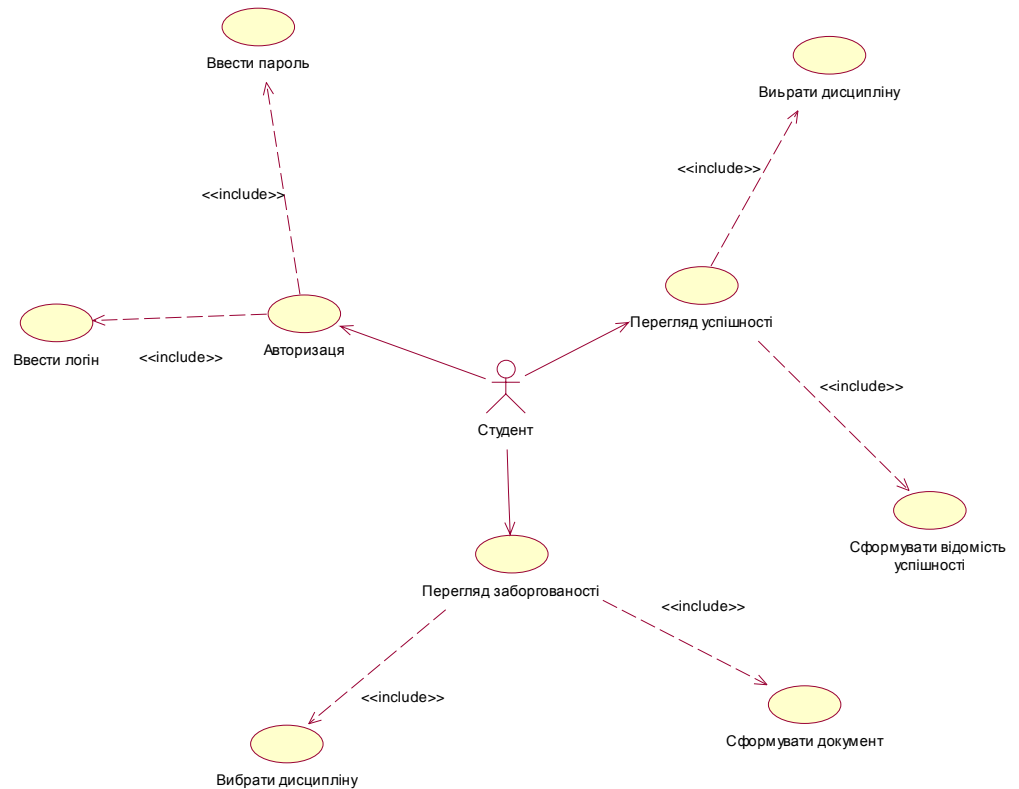 Ввести пароль
Виьрати дисципліну
<<include>>
<<include>>
Перегляд успішності
Авторизаця
<<include>>
Ввести логін
<<include>>
Студент
Сформувати відомість
успішності
Перегляд заборгованості
<<include>>
<<include>>
Сформувати документ
Вибрати дисципліну